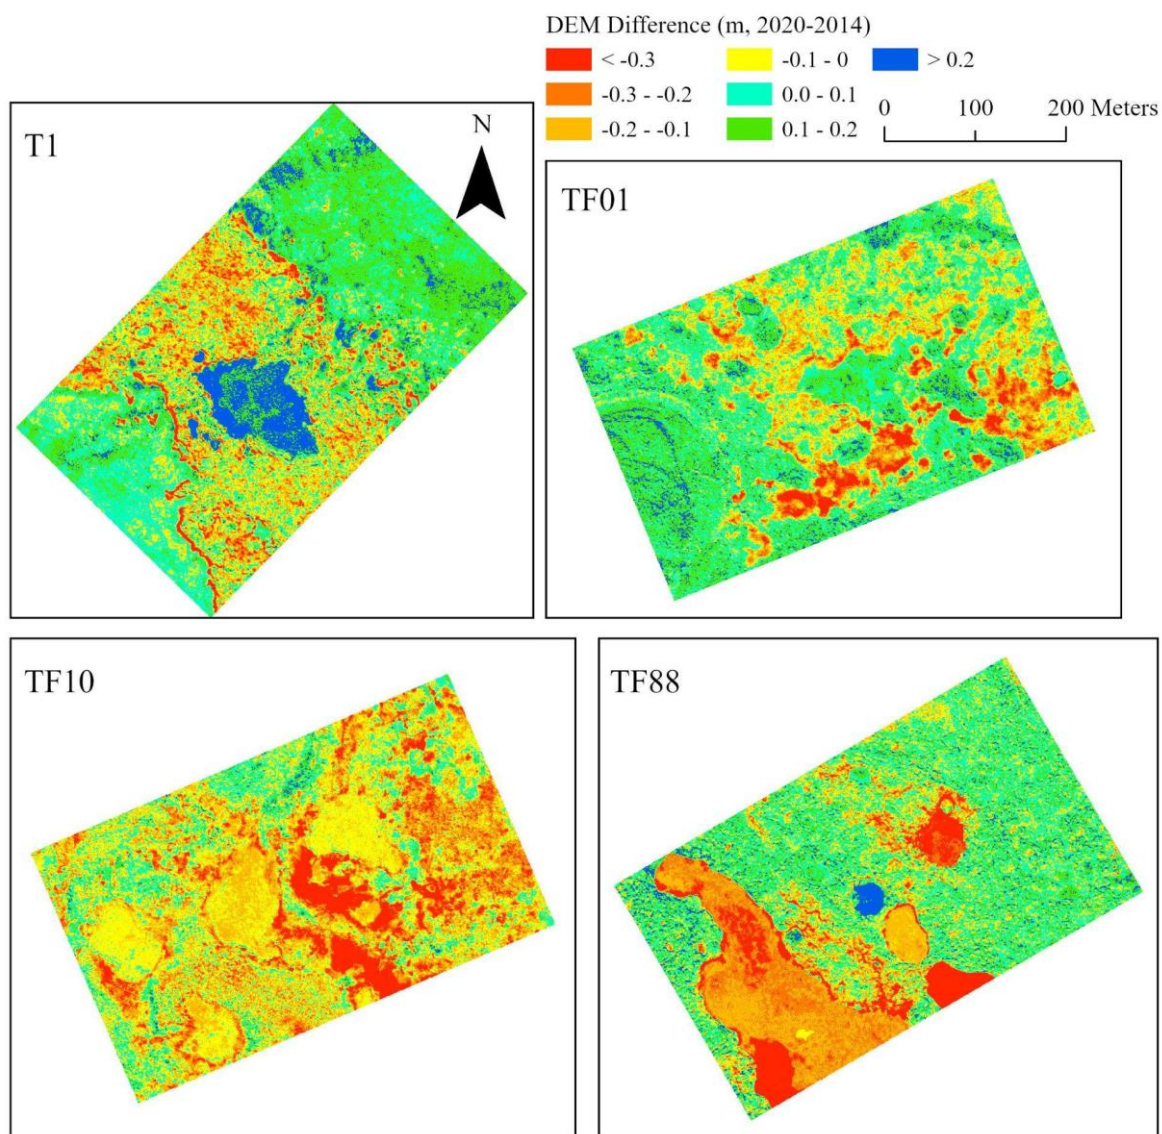 DEM Difference (m, 2020-2014)
< -0.3
-0.1 - 0
> 0.2
-0.3 - -0.2
0.0 - 0.1
0 100 200 Meters
-0.2 - -0.1
0.1 - 0.2
T1
N
TF01
TF10
TF88